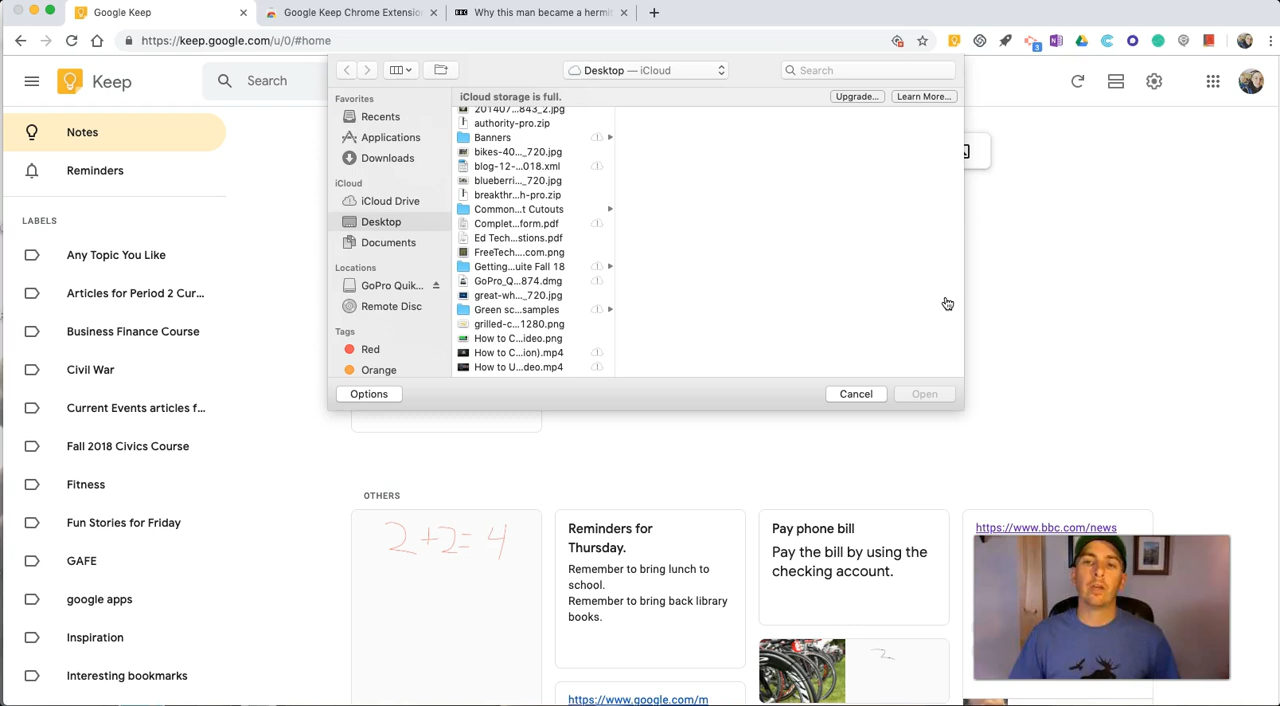 Google Keep
Google Keep Chrome Extension
Why this man became a hermit
https://keep.google.com/u/0/#home
3
Keep
Search
Desktop — iCloud
Search
iCloud storage is full.
Upgrade...
Learn More...
Favorites
Recents
Applications
Downloads
iCloud
iCloud Drive
Desktop
Documents
Locations
GoPro Quik...
Remote Disc
Tags
Red
Orange
201407...843_2.jpg
authority-pro.zip
Banners
bikes-40..._720.jpg
blog-12-...018.xml
blueberri..._720.jpg
breakthr...h-pro.zip
Common...t Cutouts
Complet...form.pdf
Ed Tech...stions.pdf
FreeTech....com.png
Getting...uite Fall 18
GoPro_Q...874.dmg
great-wh..._720.jpg
Green sc...samples
grilled-c...1280.png
How to C...ideo.png
How to C...ion).mp4
How to U...deo.mp4
Options
Cancel
Open
Notes
Reminders
LABELS
Any Topic You Like
Articles for Period 2 Cur...
Business Finance Course
Civil War
Current Events articles f...
Fall 2018 Civics Course
Fitness
Fun Stories for Friday
GAFE
google apps
Inspiration
Interesting bookmarks
OTHERS
2+2=4
Reminders for
Thursday.
Remember to bring lunch to
school.
Remember to bring back library
books.
https://www.google.com/m
Pay phone bill
Pay the bill by using the
checking account.
2
https://www.bbc.com/news